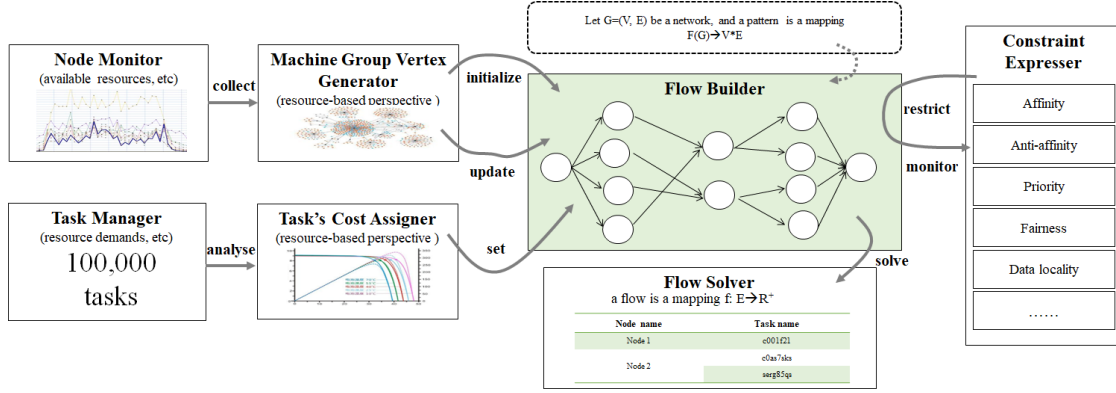 Node Monitor
(available resources, etc)
collect
Machine Group Vertex
Generator
(resource-based perspective )
initialize
update
Let G=(V, E) be a network, and a pattern is a mapping
F(G)→V*E
Flow Builder
restrict
monitor
Constraint
Expresser
Affinity
Anti-affinity
Priority
Fairness
Data locality
……
Task Manager
(resource demands, etc)
100,000
tasks
analyse
Task's Cost Assigner
(resource-based perspective )
set
solve
Flow Solver
a flow is a mapping f: E→R⁺
Node name Task name
Node 1 c001f2l
Node 2
c0as7sks
serg85qs